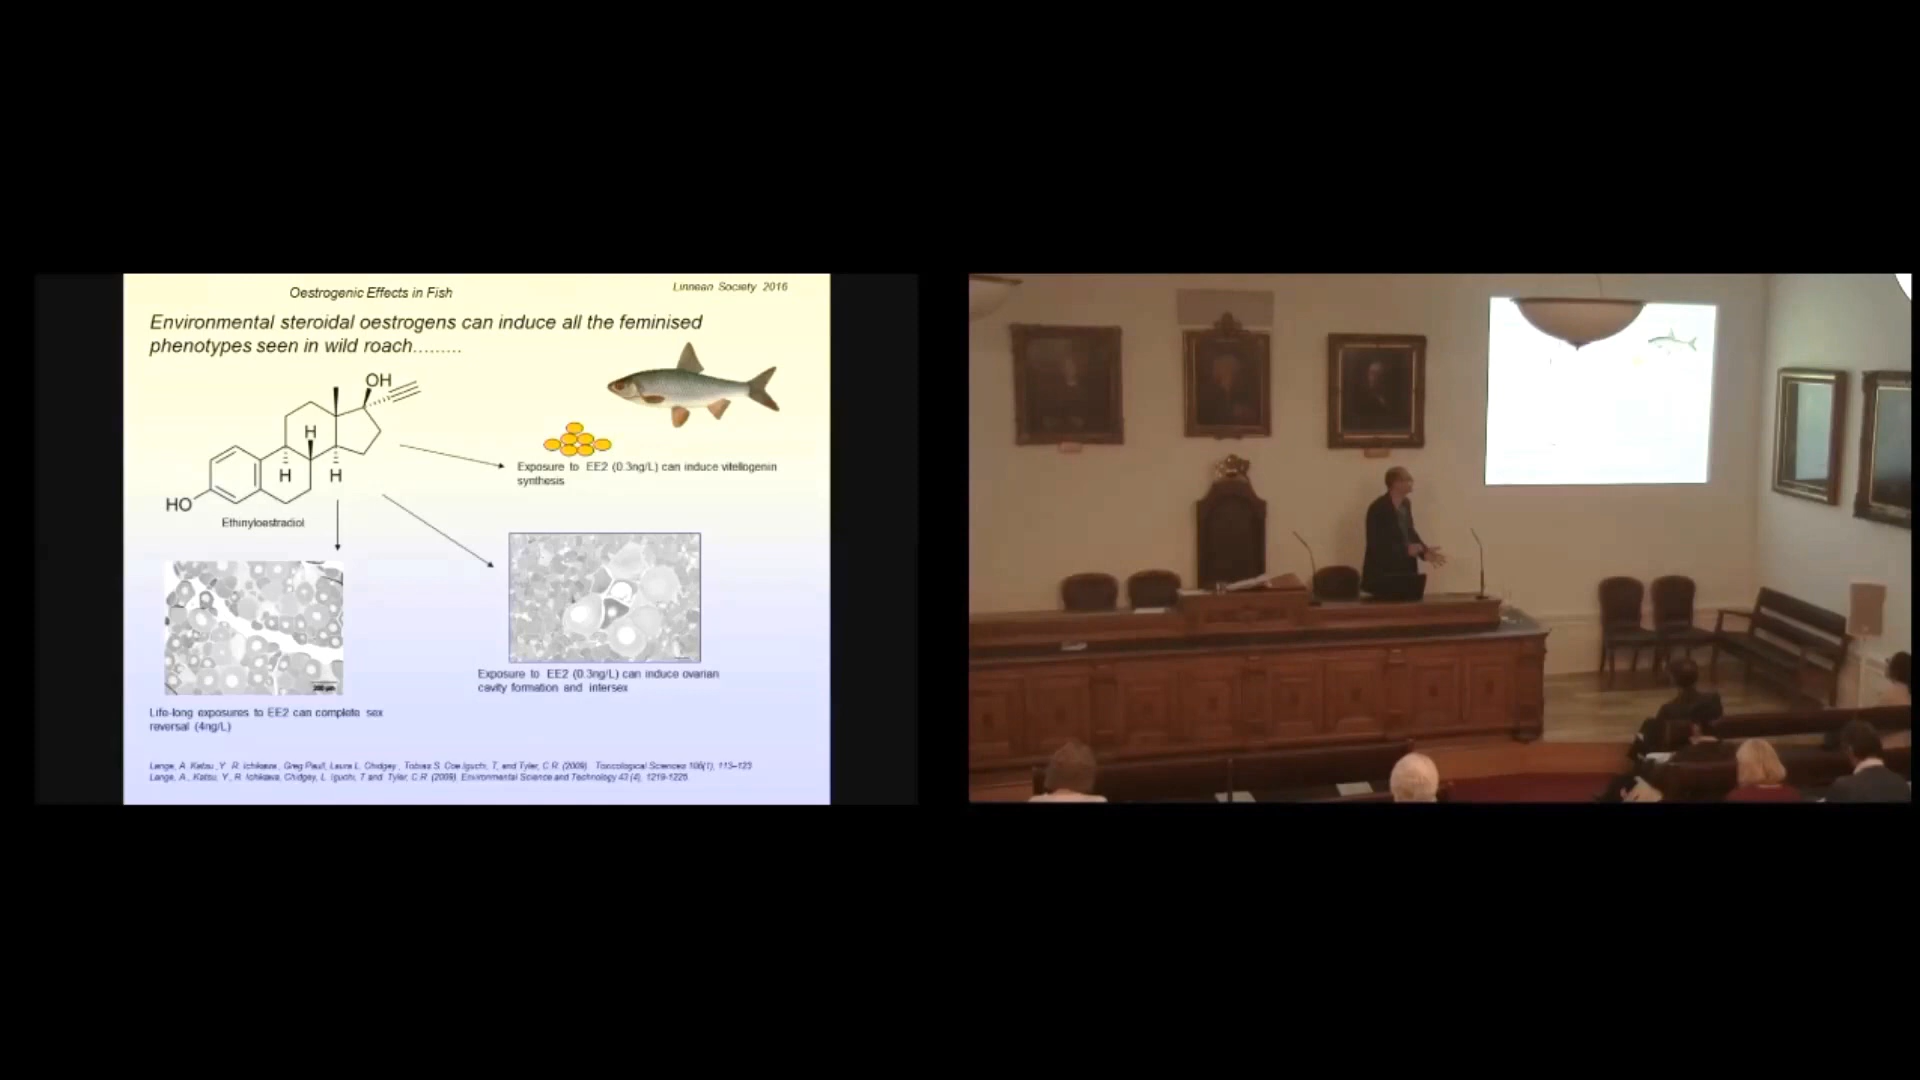 Oestrogenic Effects in Fish
Linnean Society 2016
Environmental steroidal oestrogens can induce all the feminised
phenotypes seen in wild roach.........
OH
H
H
H
HO
Ethinyloestradiol
Exposure to EE2 (0.3ng/L) can induce vitellogenin
synthesis
Exposure to EE2 (0.3ng/L) can induce ovarian
cavity formation and intersex
200 µm
Life-long exposures to EE2 can complete sex
reversal (4ng/L)
Lange, A. Katsu ,Y. R. Ichikawa , Greg Paull, Laura L. Chidgey , Tobias S. Coe Iguchi, T, and Tyler, C.R. (2009). Toxicological Sciences 106(1), 113–123
Lange, A., Katsu, Y., R. Ichikawa, Chidgey, L. Iguchi, T and Tyler, C.R. (2009). Environmental Science and Technology 43 (4), 1219-1225.